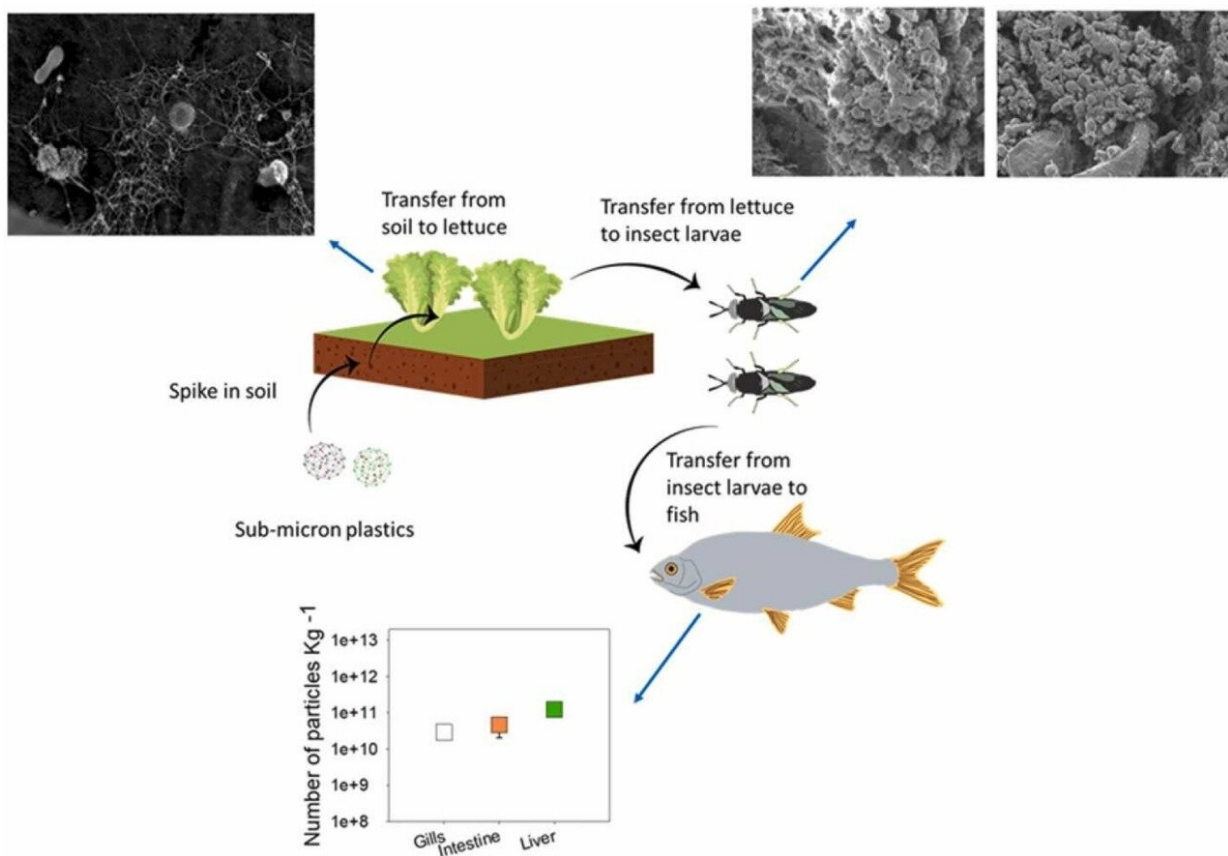 Transfer from
soil to lettuce
Transfer from lettuce
to insect larvae
Spike in soil
Sub-micron plastics
Transfer from
insect larvae to
fish
Number of particles Kg -1
1e+13
1e+12
1e+11
1e+10
1e+9
1e+8
Gills
Intestine
Liver